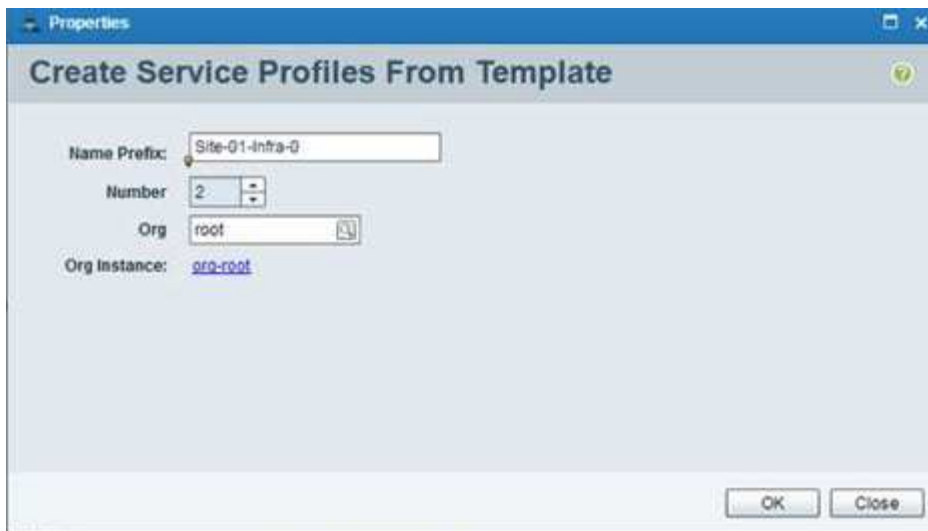 Properties
Create Service Profiles From Template
Name Prefix: Site-01-Infra-0
Number 2
Org root
Org Instance: org-root
OK Close